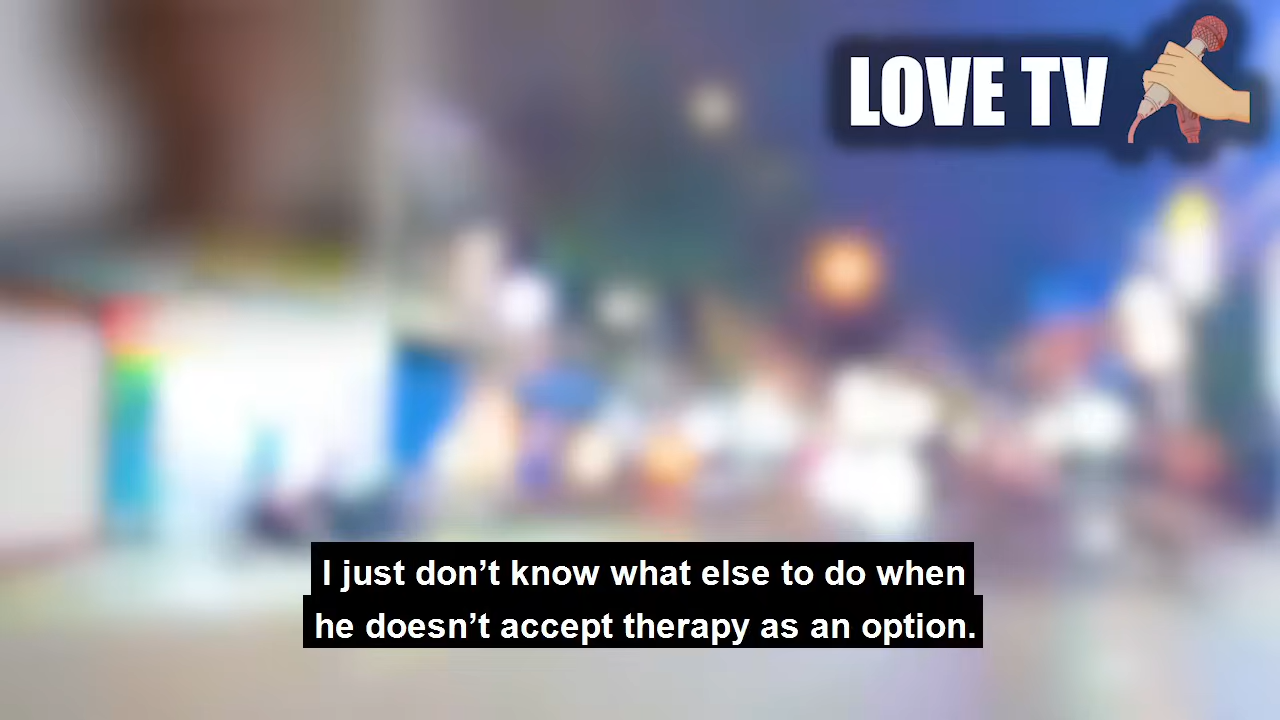 LOVE TV
I just don’t know what else to do when
he doesn’t accept therapy as an option.